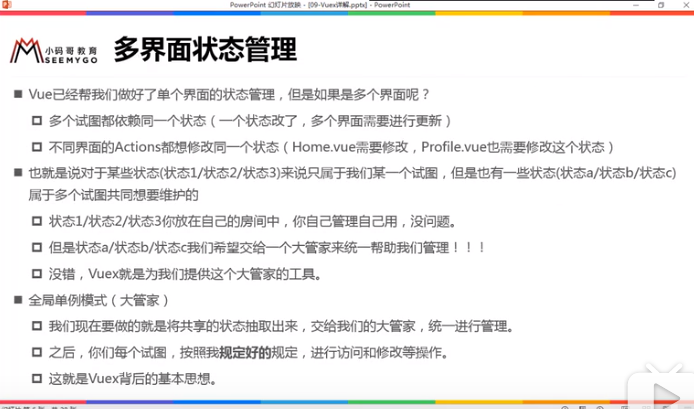 PowerPoint 幻灯片放映 - [09-Vuex详解.pptx] - PowerPoint
小码哥教育
SEEMYGO
多界面状态管理
Vue已经帮我们做好了单个界面的状态管理，但是如果是多个界面呢？
多个试图都依赖同一个状态（一个状态改了，多个界面需要进行更新）
不同界面的Actions都想修改同一个状态（Home.vue需要修改，Profile.vue也需要修改这个状态）
也就是说对于某些状态(状态1/状态2/状态3)来说只属于我们某一个试图，但是也有一些状态(状态a/状态b/状态c)
属于多个试图共同想要维护的
状态1/状态2/状态3你放在自己的房间中，你自己管理自己用，没问题。
但是状态a/状态b/状态c我们希望交给一个大管家来统一帮助我们管理！！！
没错，Vuex就是为我们提供这个大管家的工具。
全局单例模式（大管家）
我们现在要做的就是将共享的状态抽取出来，交给我们的大管家，统一进行管理。
之后，你们每个试图，按照我规定好的规定，进行访问和修改等操作。
这就是Vuex背后的基本思想。